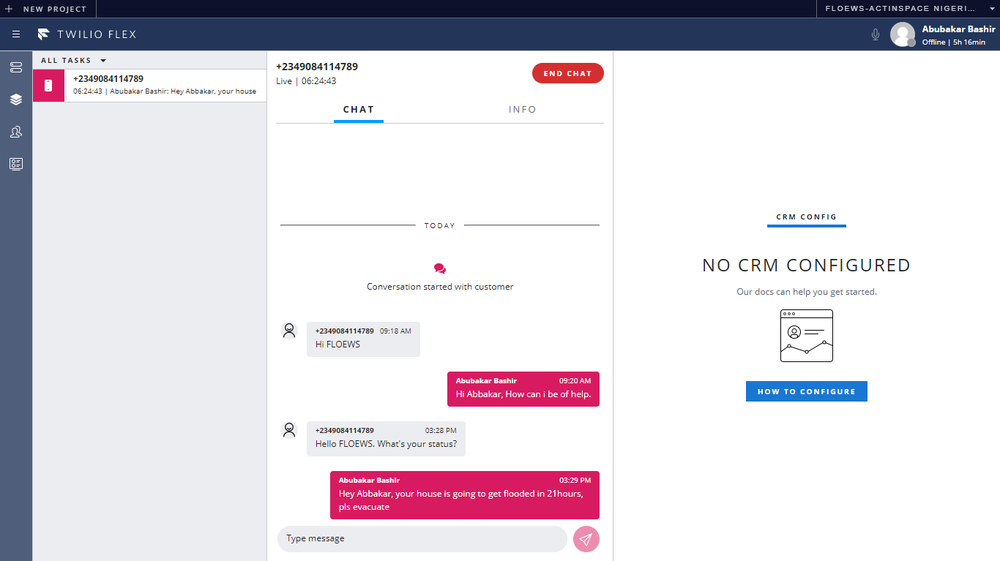 NEW PROJECT
FLOEWS-ACTINSPACE NIGERI...
TWILIO FLEX
Abubakar Bashir
Offline | 5h 16min
ALL TASKS
+2349084114789
06:24:43 | Abubakar Bashir: Hey Abbakar, your house
+2349084114789
Live | 06:24:43
END CHAT
CHAT
INFO
TODAY
Conversation started with customer
+2349084114789 09:18 AM
Hi FLOEWS
Abubakar Bashir 09:20 AM
Hi Abbakar, How can i be of help.
+2349084114789 03:28 PM
Hello FLOEWS. What's your status?
Abubakar Bashir 03:29 PM
Hey Abbakar, your house is going to get flooded in 21hours,
pls evacuate
Type message
CRM CONFIG
NO CRM CONFIGURED
Our docs can help you get started.
HOW TO CONFIGURE